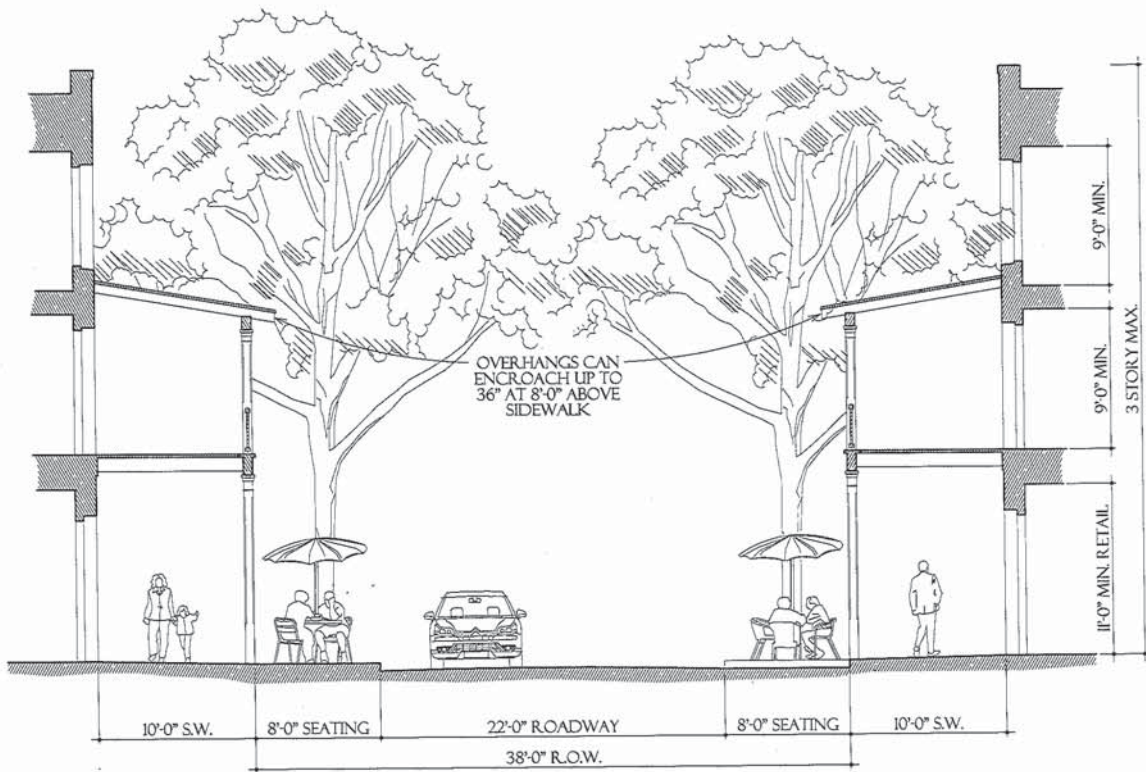 OVERHANGS CAN
ENCROACH UP TO
36" AT 8'-0" ABOVE
SIDEWALK
9'-0" MIN.
9'-0" MIN.
3 STORY MAX
11'-0" MIN. RETAIL
10'-0" S.W.
8'-0" SEATING
22'-0" ROADWAY
8'-0" SEATING
10'-0" S.W.
38'-0" R.O.W.